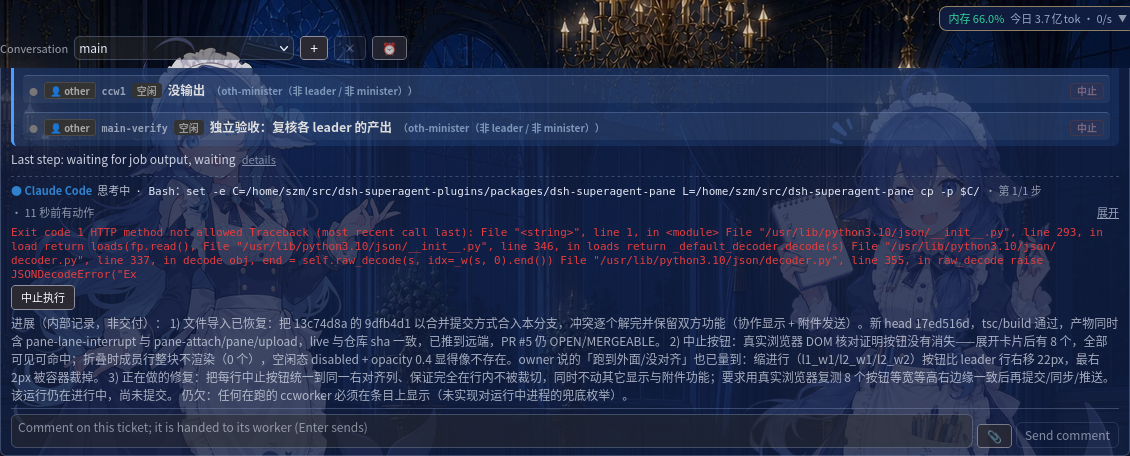 内存 66.0% 今日 3.7亿 tok · 0/s ▼
Conversation main + × ⏰
other ccw1 空闲 没输出 （oth-minister（非 leader / 非 minister）） 中止
other main-verify 空闲 独立验收：复核各 leader 的产出 （oth-minister（非 leader / 非 minister）） 中止
Last step: waiting for job output, waiting details
Claude Code 思考中 · Bash: set -e C=/home/szm/src/dsh-superagent-plugins/packages/dsh-superagent-pane L=/home/szm/src/dsh-superagent-pane cp -p $C/ · 第 1/1 步
· 11 秒前有动作 展开
Exit code 1 HTTP method not allowed Traceback (most recent call last): File "<string>", line 1, in <module> File "/usr/lib/python3.10/json/__init__.py", line 293, in
load return loads(fp.read(), File "/usr/lib/python3.10/json/__init__.py", line 346, in loads return _default_decoder.decode(s) File "/usr/lib/python3.10/json/
decoder.py", line 337, in decode obj, end = self.raw_decode(s, idx=_w(s, 0).end()) File "/usr/lib/python3.10/json/decoder.py", line 355, in raw_decode raise
JSONDecodeError("Ex
中止执行
进展（内部记录，非交付）： 1) 文件导入已恢复：把 13c74d8a 的 9dfb4d1 以合并提交方式合入本分支，冲突逐个解完并保留双方功能（协作显示 + 附件发送）。新 head 17ed516d，tsc/build 通过，产物同时
含 pane-lane-interrupt 与 pane-attach/pane/upload，live 与仓库 sha 一致，已推到远端，PR #5 仍 OPEN/MERGEABLE。 2) 中止按钮：真实浏览器 DOM 核对证明按钮没有消失——展开卡片后有 8 个，全部
可见可命中；折叠时成员行整块不渲染（0 个），空闲态 disabled + opacity 0.4 显得像不存在。owner 说的「跑到外面/没对齐」也已量到：缩进行（l1_w1/l2_w1/l2_w2）按钮比 leader 行右移 22px，最右
2px 被容器裁掉。 3) 正在做的修复：把每行中止按钮统一到同一右对齐列、保证完全在行内不被裁切，同时不动其它显示与附件功能；要求用真实浏览器复测 8 个按钮等宽等高右边缘一致后再提交/同步/推送。
该运行仍在进行中，尚未提交。 仍欠：任何在跑的 ccworker 必须在条目上显示（未实现对运行中进程的兜底枚举）。
Comment on this ticket; it is handed to its worker (Enter sends) Send comment